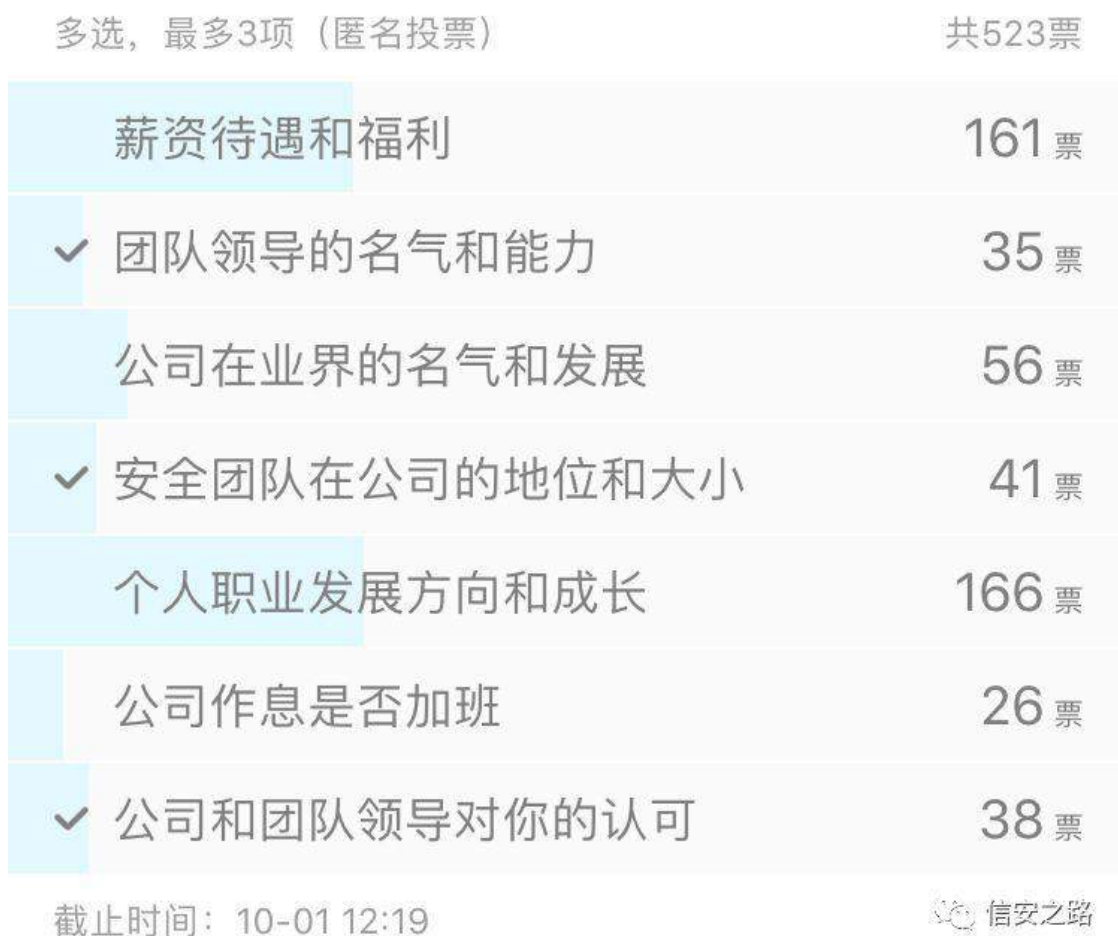 多选，最多3项（匿名投票） 共523票
薪资待遇和福利 161票
团队领导的名气和能力 35票
公司在业界的名气和发展 56票
安全团队在公司的地位和大小 41票
个人职业发展方向和成长 166票
公司作息是否加班 26票
公司和团队领导对你的认可 38票
截止时间：10-01 12:19 信安之路